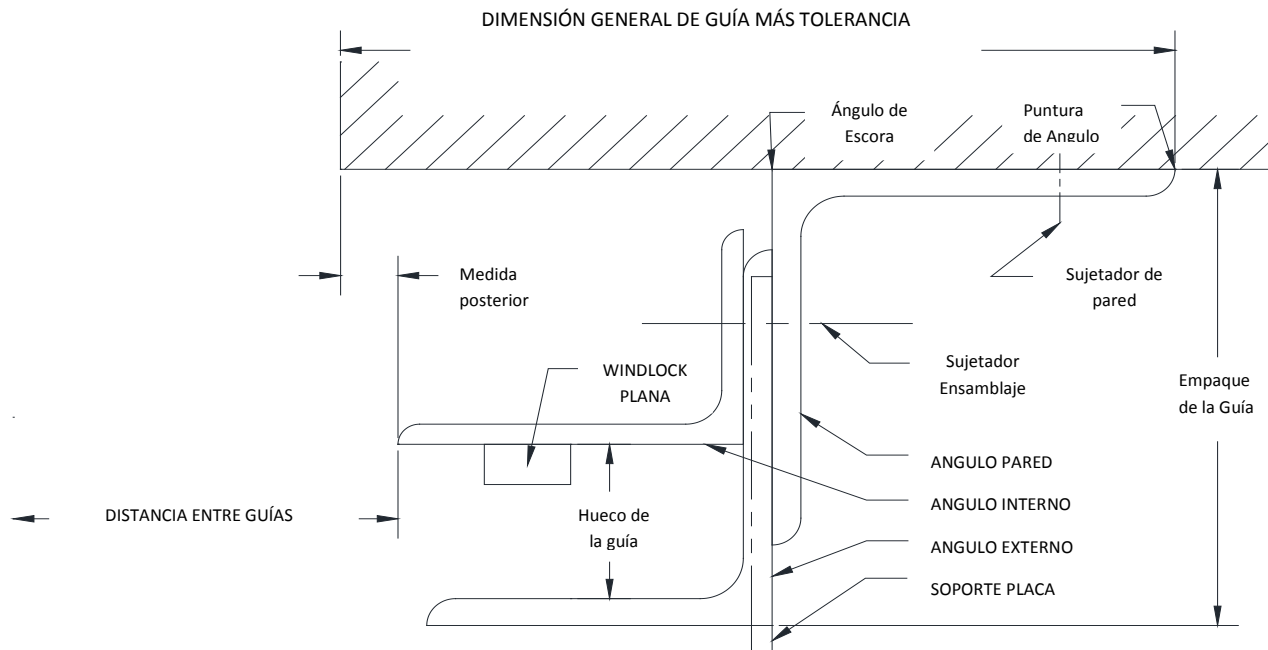 DIMENSIÓN GENERAL DE GUÍA MÁS TOLERANCIA
Ángulo de
Escora
Puntura
de Angulo
Medida
posterior
Sujetador de
pared
WINDLOCK
PLANA
Sujetador
Ensamblaje
Empaque
de la Guía
ANGULO PARED
ANGULO INTERNO
DISTANCIA ENTRE GUÍAS
Hueco de
la guía
ANGULO EXTERNO
SOPORTE PLACA